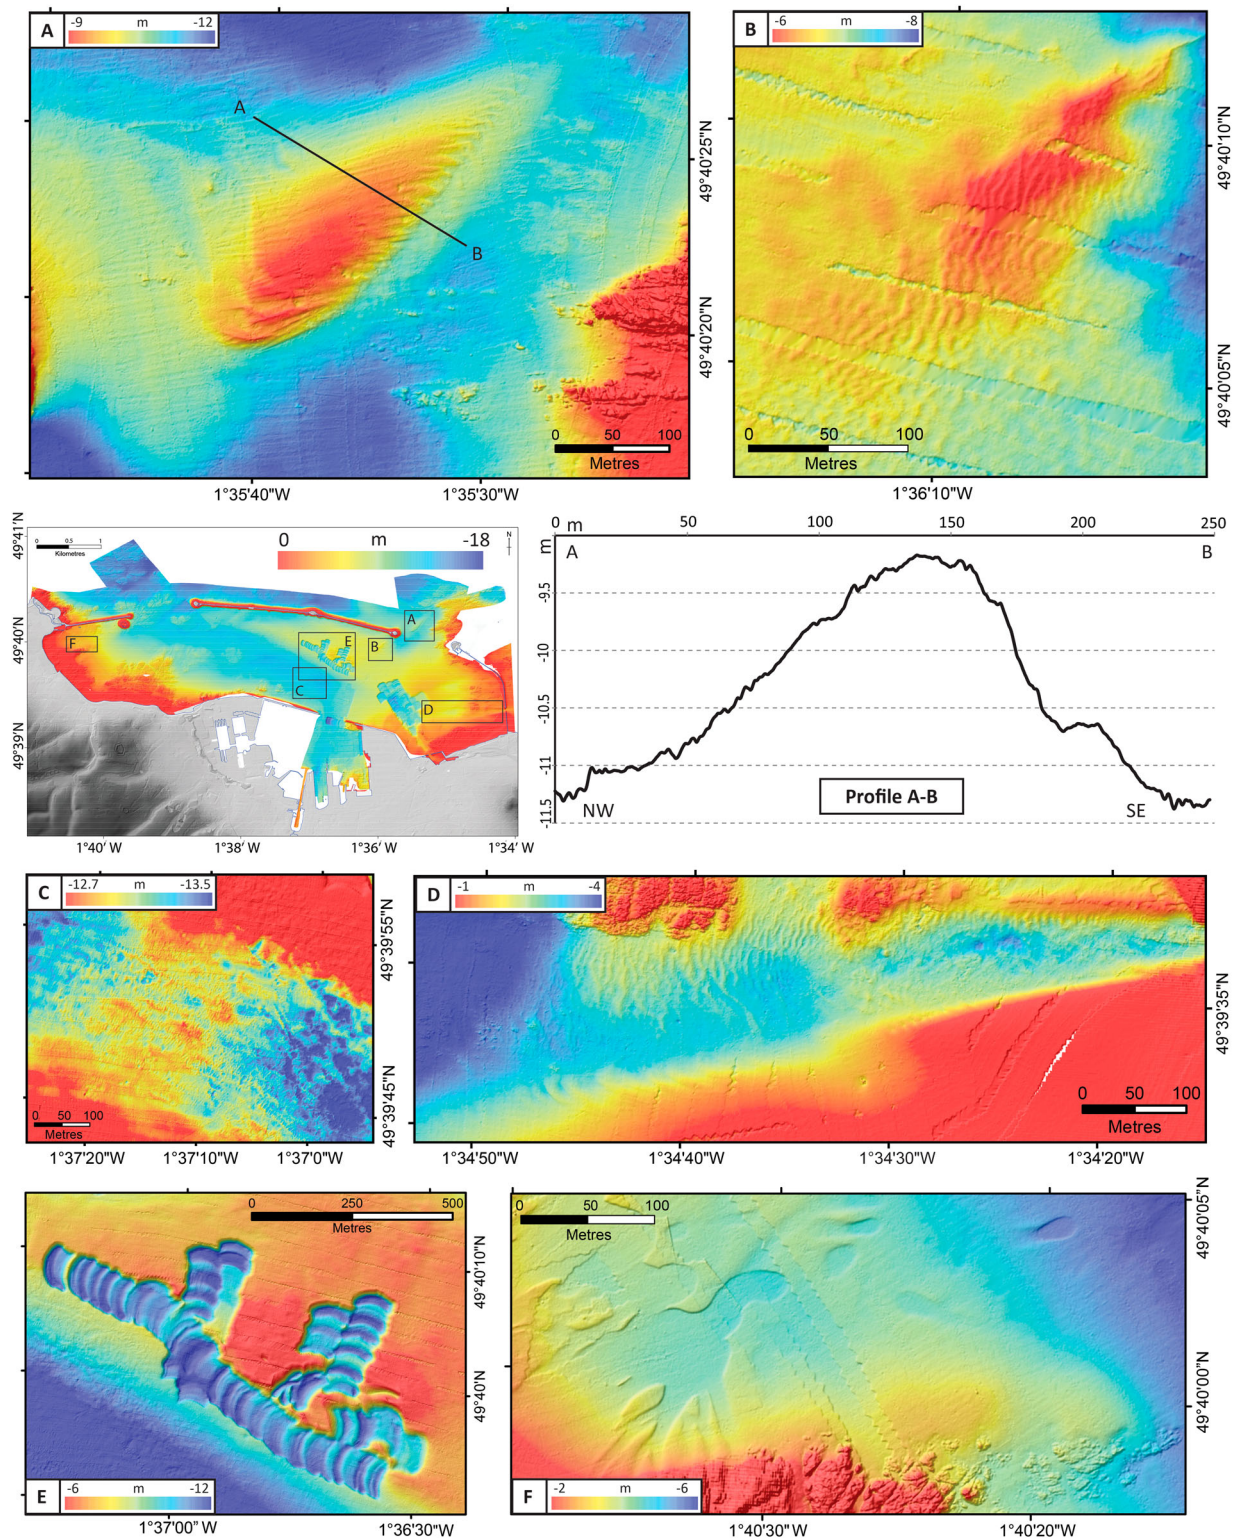 A
-9 m -12
A
B
49°40'25"N
49°40'20"N
0 50 100
Metres
1°35'40"W
1°35'30"W
B
-6 m -8
49°40'10"N
49°40'05"N
0 50 100
Metres
1°36'10"W
49°41'N
49°40'N
49°39'N
0 0.5 1
Kilometres
0 m -18
N
A
B
C
D
E
F
1°40' W
1°38' W
1°36' W
1°34' W
0 m 50 100 150 200 250
m
A
B
-9.5
-10
-10.5
-11
-11.5
NW
Profile A-B
SE
C
-12.7 m -13.5
49°39'55"N
49°39'45"N
0 50 100
Metres
1°37'20"W
1°37'10"W
1°37'0"W
D
-1 m -4
49°39'35"N
0 50 100
Metres
1°34'50"W
1°34'40"W
1°34'30"W
1°34'20"W
0 250 500
Metres
49°40'10"N
49°40'N
E
-6 m -12
1°37'00" W
1°36'30" W
0 50 100
Metres
49°40'05"N
49°40'00"N
F
-2 m -6
1°40'30"W
1°40'20"W